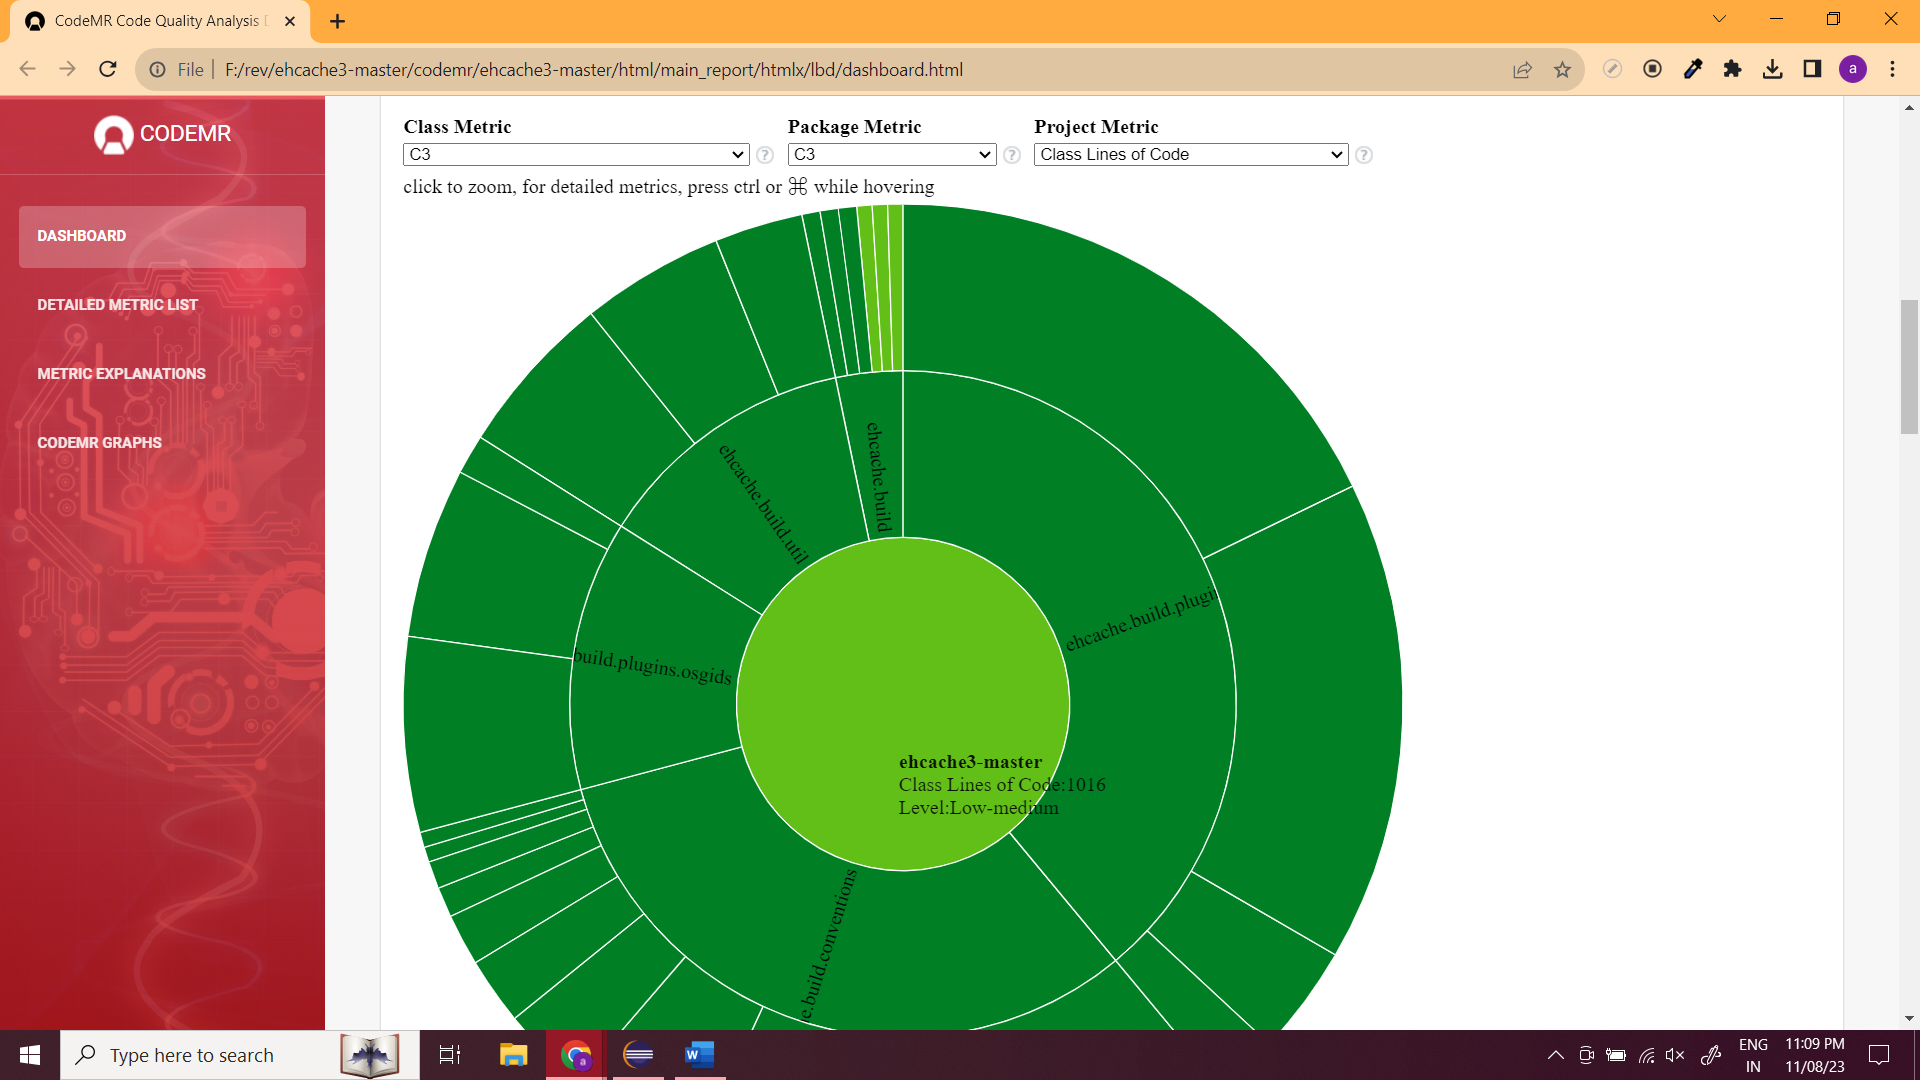 CodeMR Code Quality Analysis
File
F:/rev/ehcache3-master/codemr/ehcache3-master/html/main_report/htmlx/lbd/dashboard.html
a
CODEMR
DASHBOARD
DETAILED METRIC LIST
METRIC EXPLANATIONS
CODEMR GRAPHS
Class Metric
Package Metric
Project Metric
C3
?
C3
?
Class Lines of Code
?
click to zoom, for detailed metrics, press ctrl or ⌘ while hovering
ehcache.build
ehcache.build.util
ehcache.build.plugi
build.plugins.osgids
ehcache3-master
Class Lines of Code:1016
Level:Low-medium
e.build.conventions
Type here to search
ENG
IN
11:09 PM
11/08/23